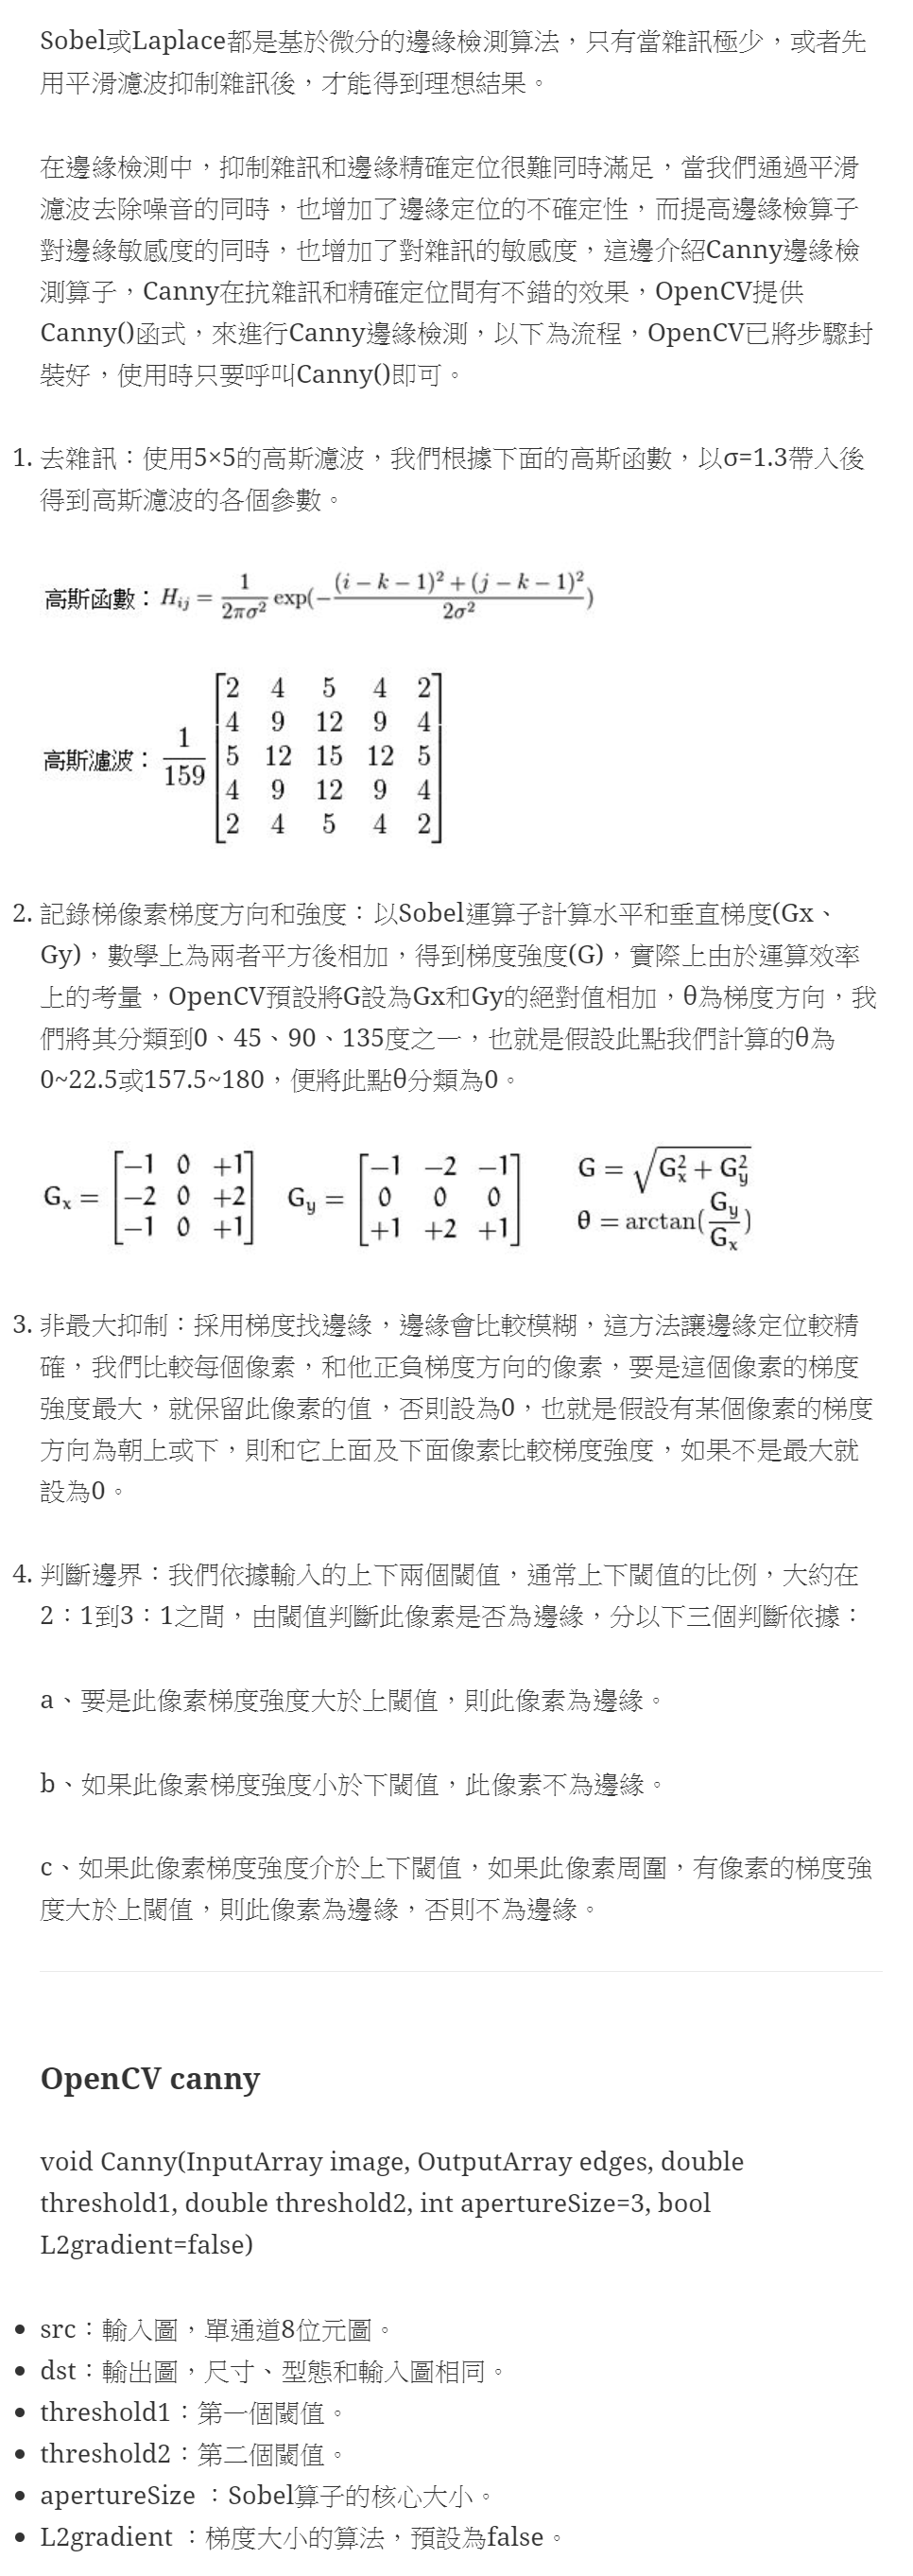 Sobel或Laplace都是基於微分的邊緣檢測算法，只有當雜訊極少，或者先
用平滑濾波抑制雜訊後，才能得到理想結果。
在邊緣檢測中，抑制雜訊和邊緣精確定位很難同時滿足，當我們通過平滑
濾波去除噪音的同時，也增加了邊緣定位的不確定性，而提高邊緣檢算子
對邊緣敏感度的同時，也增加了對雜訊的敏感度，這邊介紹Canny邊緣檢
測算子，Canny在抗雜訊和精確定位間有不錯的效果，OpenCV提供
Canny()函式，來進行Canny邊緣檢測，以下為流程，OpenCV已將步驟封
裝好，使用時只要呼叫Canny()即可。
1. 去雜訊：使用5×5的高斯濾波，我們根據下面的高斯函數，以σ=1.3帶入後
得到高斯濾波的各個參數。
高斯函數：H_{ij} = \frac{1}{2πσ^2} exp(-\frac{(i − k − 1)^2 + (j − k − 1)^2}{2σ^2})
2 4 5 4 2
4 9 12 9 4
高斯濾波： \frac{1}{159} 5 12 15 12 5
4 9 12 9 4
2 4 5 4 2
2. 記錄梯像素梯度方向和強度：以Sobel運算子計算水平和垂直梯度(Gx、
Gy)，數學上為兩者平方後相加，得到梯度強度(G)，實際上由於運算效率
上的考量，OpenCV預設將G設為Gx和Gy的絕對值相加，θ為梯度方向，我
們將其分類到0、45、90、135度之一，也就是假設此點我們計算的θ為
0~22.5或157.5~180，便將此點θ分類為0。
−1 0 +1 −1 −2 −1 G = \sqrt{G_x^2 + G_y^2}
G_x = −2 0 +2 G_y = 0 0 0
−1 0 +1 +1 +2 +1 θ = arctan(\frac{G_y}{G_x})
3. 非最大抑制：採用梯度找邊緣，邊緣會比較模糊，這方法讓邊緣定位較精
確，我們比較每個像素，和他正負梯度方向的像素，要是這個像素的梯度
強度最大，就保留此像素的值，否則設為0，也就是假設有某個像素的梯度
方向為朝上或下，則和它上面及下面像素比較梯度強度，如果不是最大就
設為0。
4. 判斷邊界：我們依據輸入的上下兩個閾值，通常上下閾值的比例，大約在
2：1到3：1之間，由閾值判斷此像素是否為邊緣，分以下三個判斷依據：
a、要是此像素梯度強度大於上閾值，則此像素為邊緣。
b、如果此像素梯度強度小於下閾值，此像素不為邊緣。
c、如果此像素梯度強度介於上下閾值，如果此像素周圍，有像素的梯度強
度大於上閾值，則此像素為邊緣，否則不為邊緣。
OpenCV canny
void Canny(InputArray image, OutputArray edges, double
threshold1, double threshold2, int apertureSize=3, bool
L2gradient=false)
• src：輸入圖，單通道8位元圖。
• dst：輸出圖，尺寸、型態和輸入圖相同。
• threshold1：第一個閾值。
• threshold2：第二個閾值。
• apertureSize ：Sobel算子的核心大小。
• L2gradient ：梯度大小的算法，預設為false。